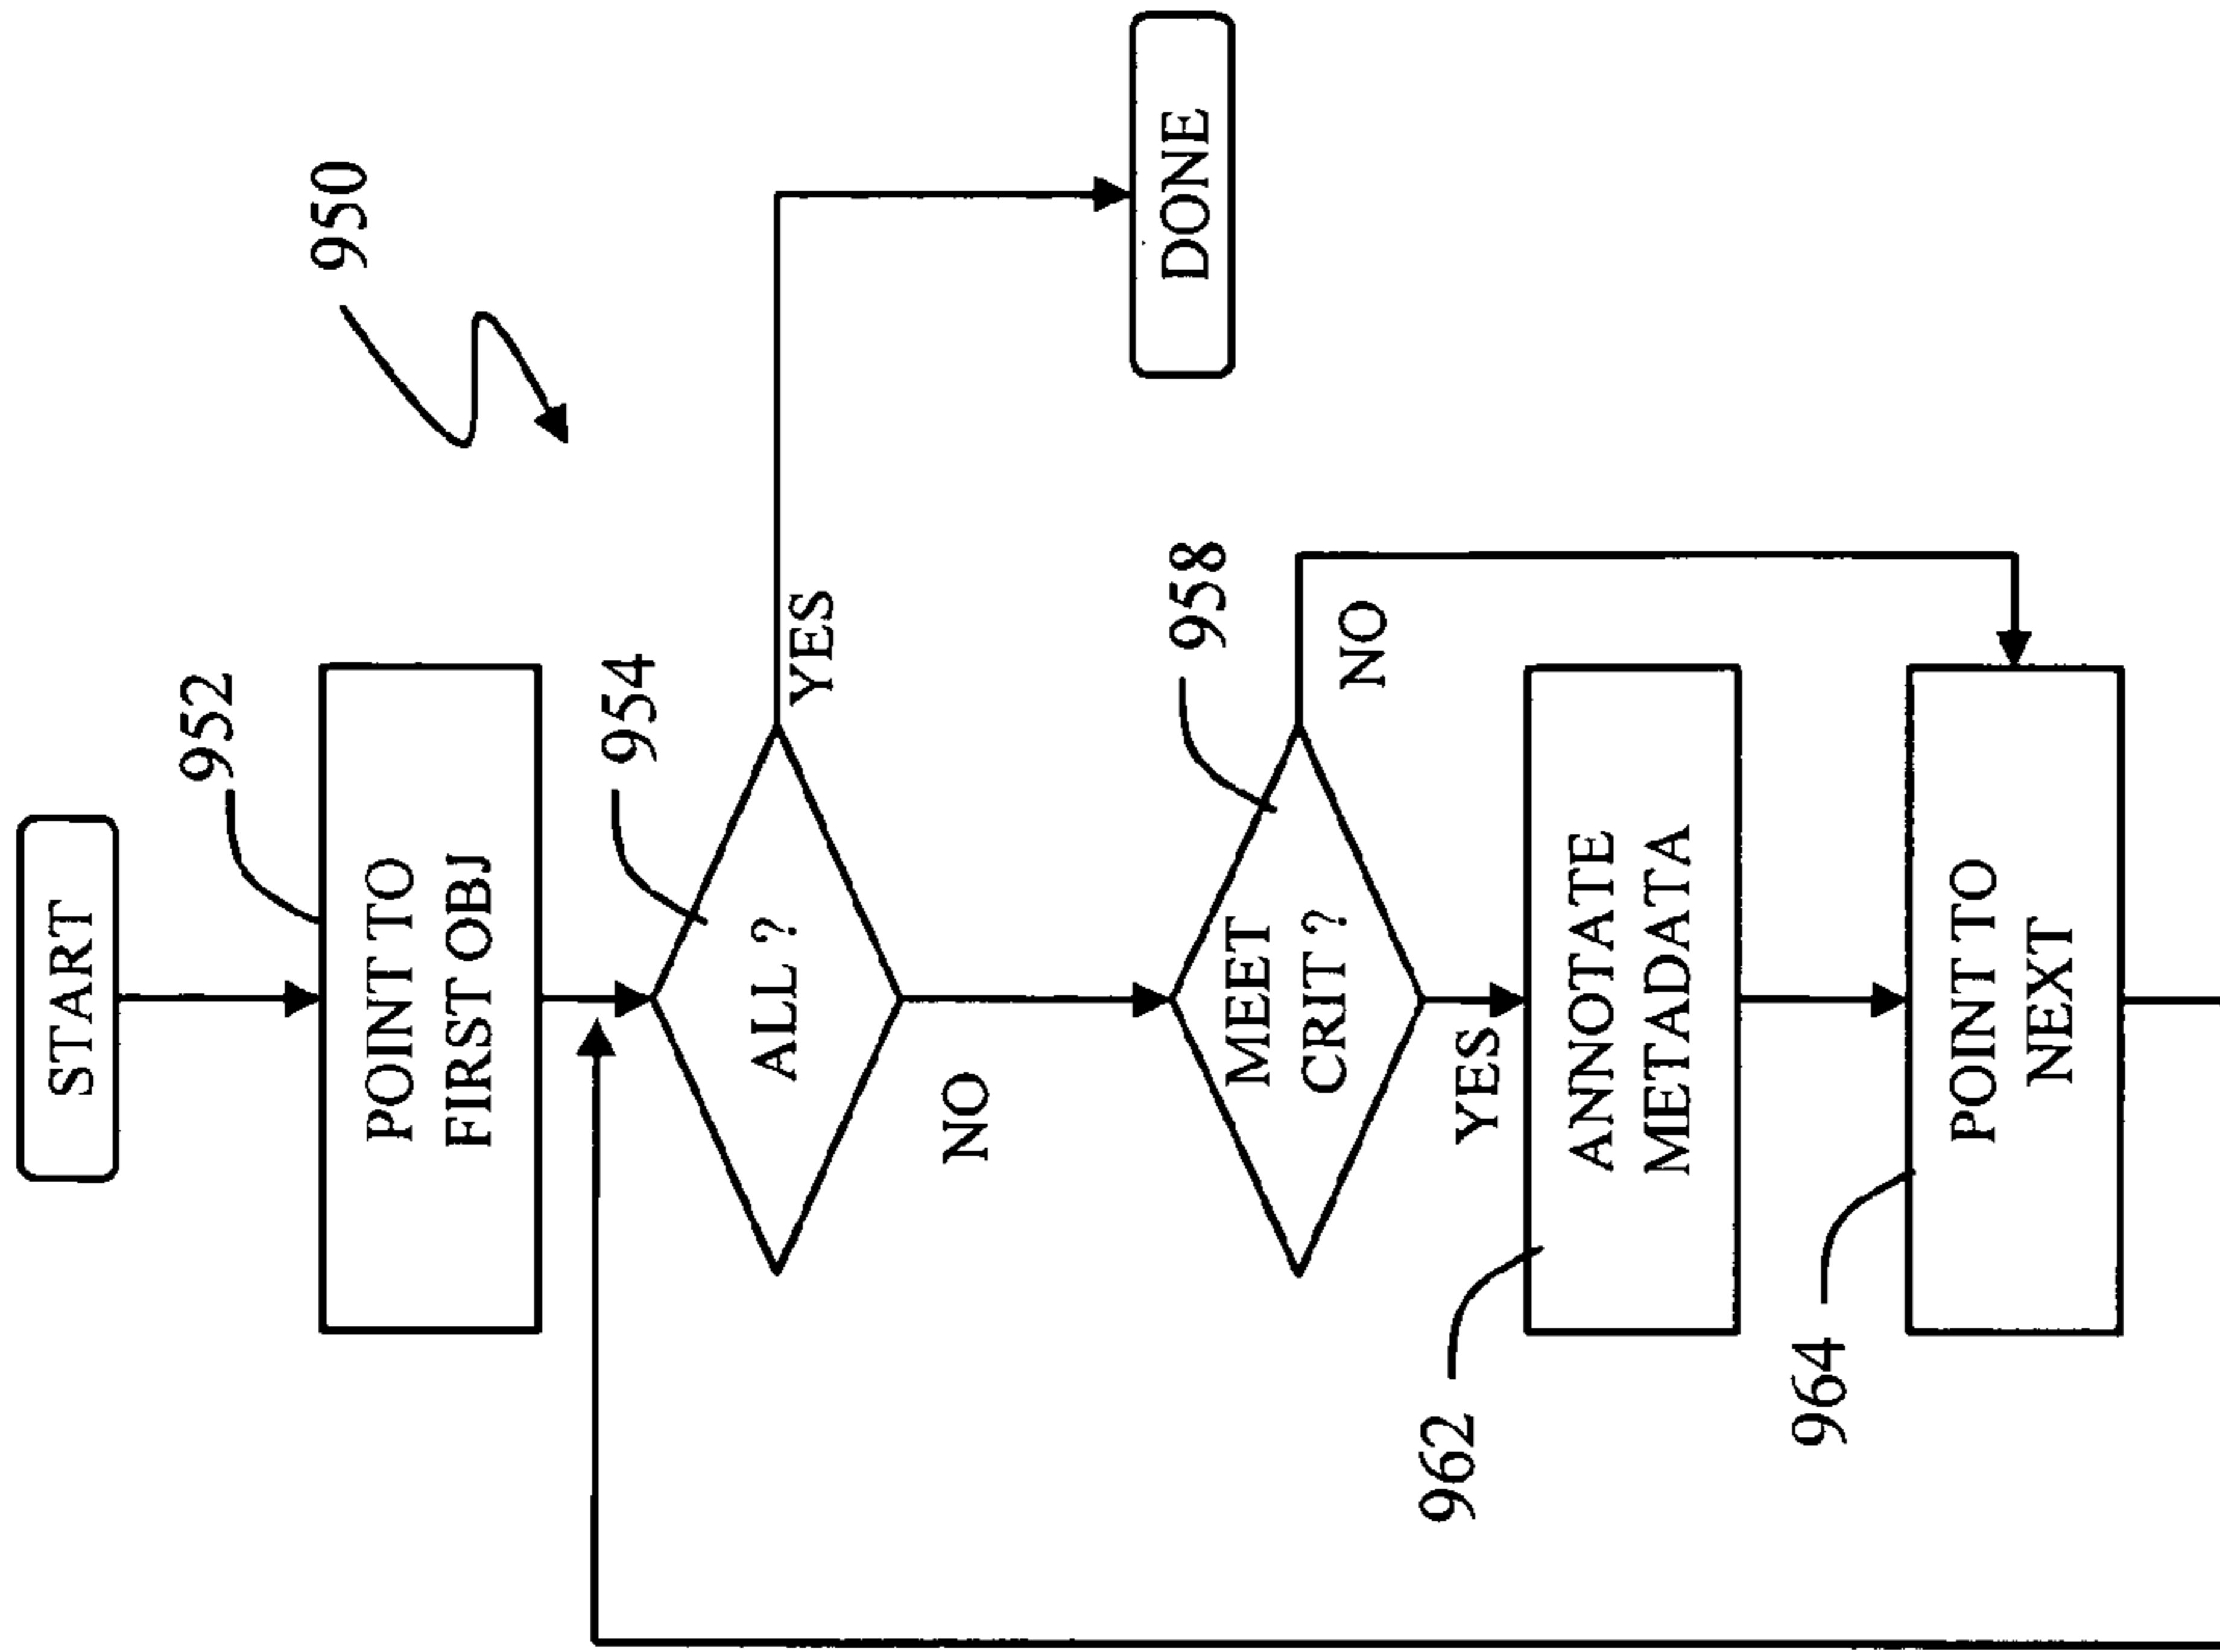 START
952
POINT TO
FIRST OBJ
950
954
ALL ?
YES
NO
DONE
958
MEET
CRIT ?
NO
YES
962
ANNOTATE
METADATA
964
POINT TO
NEXT